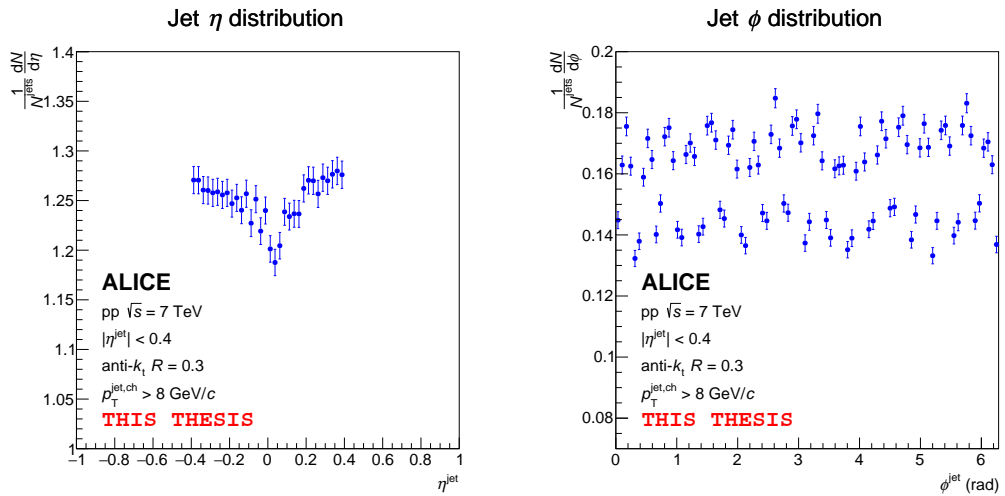 Jet η distribution
1/N^jets dN/dη
1.4
1.35
1.3
1.25
1.2
1.15
1.1
1.05
1
ALICE
pp √s = 7 TeV
|η^jet| < 0.4
anti-k_t R = 0.3
p_T^jet,ch > 8 GeV/c
THIS THESIS
−1 −0.8 −0.6 −0.4 −0.2 0 0.2 0.4 0.6 0.8 1
η^jet
Jet ϕ distribution
1/N^jets dN/dϕ
0.2
0.18
0.16
0.14
0.12
0.1
0.08
ALICE
pp √s = 7 TeV
|η^jet| < 0.4
anti-k_t R = 0.3
p_T^jet,ch > 8 GeV/c
THIS THESIS
0 1 2 3 4 5 6
ϕ^jet (rad)